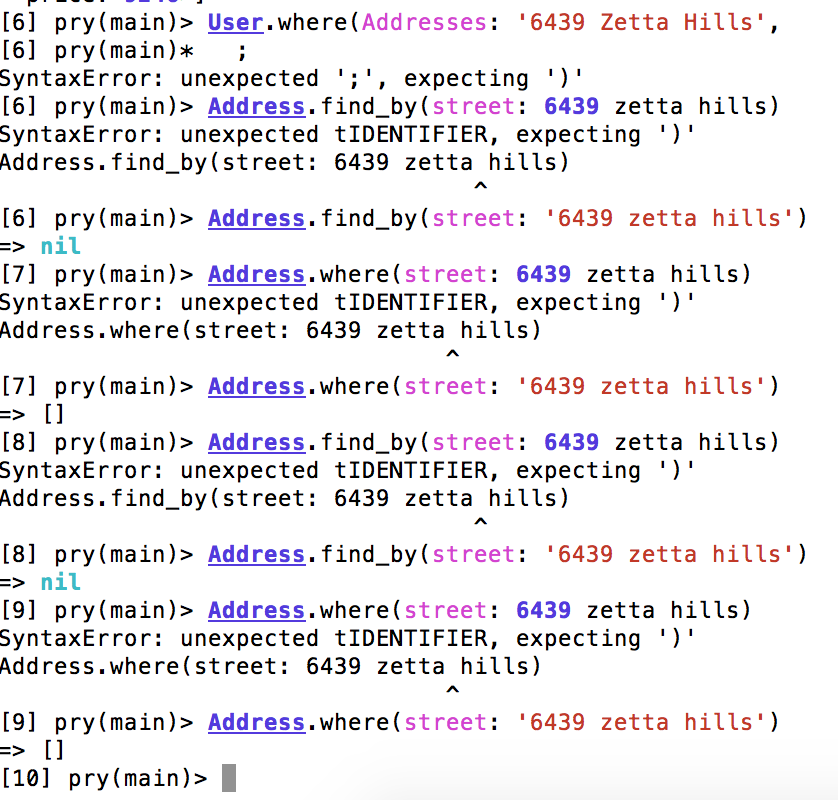 [6] pry(main)> User.where(Addresses: '6439 Zetta Hills',
[6] pry(main)*   ;
SyntaxError: unexpected ';', expecting ')'
[6] pry(main)> Address.find_by(street: 6439 zetta hills)
SyntaxError: unexpected tIDENTIFIER, expecting ')'
Address.find_by(street: 6439 zetta hills)
^
[6] pry(main)> Address.find_by(street: '6439 zetta hills')
=> nil
[7] pry(main)> Address.where(street: 6439 zetta hills)
SyntaxError: unexpected tIDENTIFIER, expecting ')'
Address.where(street: 6439 zetta hills)
^
[7] pry(main)> Address.where(street: '6439 zetta hills')
=> []
[8] pry(main)> Address.find_by(street: 6439 zetta hills)
SyntaxError: unexpected tIDENTIFIER, expecting ')'
Address.find_by(street: 6439 zetta hills)
^
[8] pry(main)> Address.find_by(street: '6439 zetta hills')
=> nil
[9] pry(main)> Address.where(street: 6439 zetta hills)
SyntaxError: unexpected tIDENTIFIER, expecting ')'
Address.where(street: 6439 zetta hills)
^
[9] pry(main)> Address.where(street: '6439 zetta hills')
=> []
[10] pry(main)>